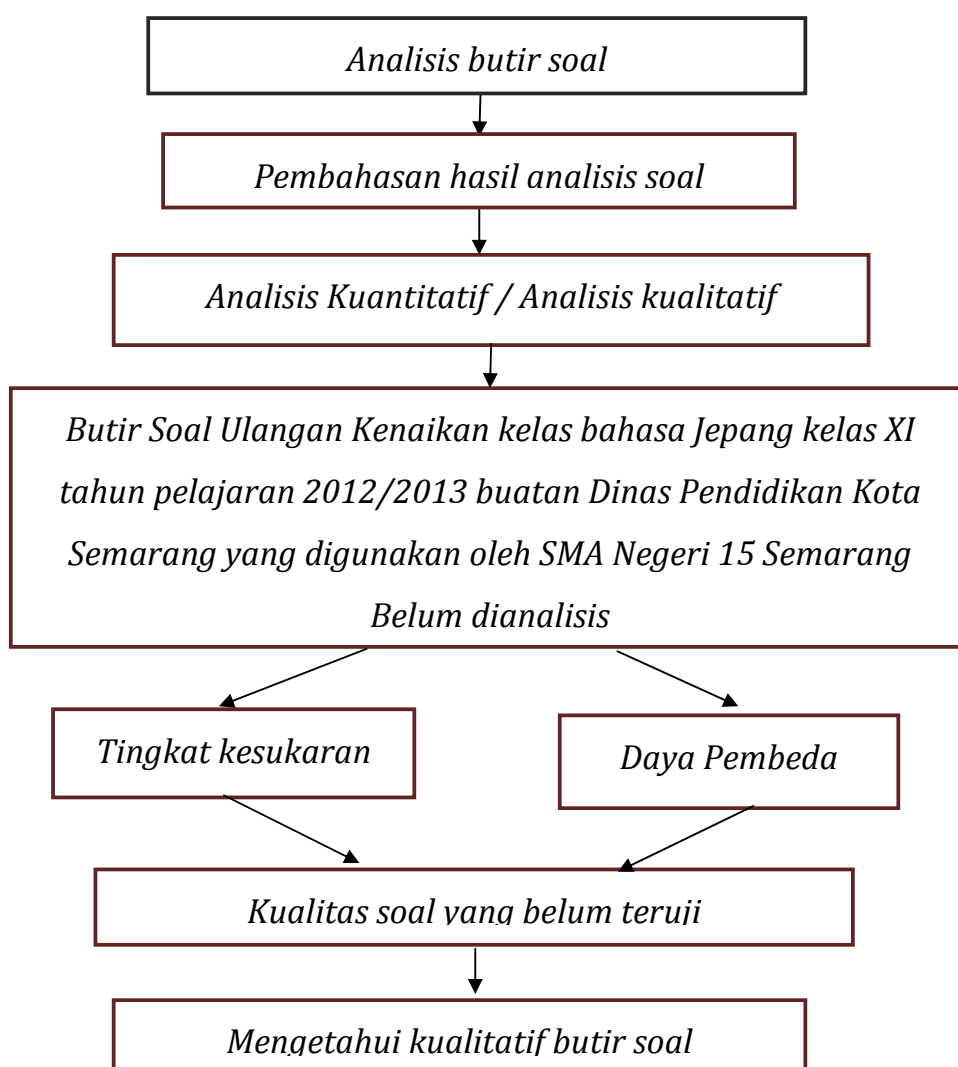 Analisis butir soal
Pembahasan hasil analisis soal
Analisis Kuantitatif / Analisis kualitatif
Butir Soal Ulangan Kenaikan kelas bahasa Jepang kelas XI
tahun pelajaran 2012/2013 buatan Dinas Pendidikan Kota
Semarang yang digunakan oleh SMA Negeri 15 Semarang
Belum dianalisis
Tingkat kesukaran
Daya Pembeda
Kualitas soal yang belum teruji
Mengetahui kualitatif butir soal